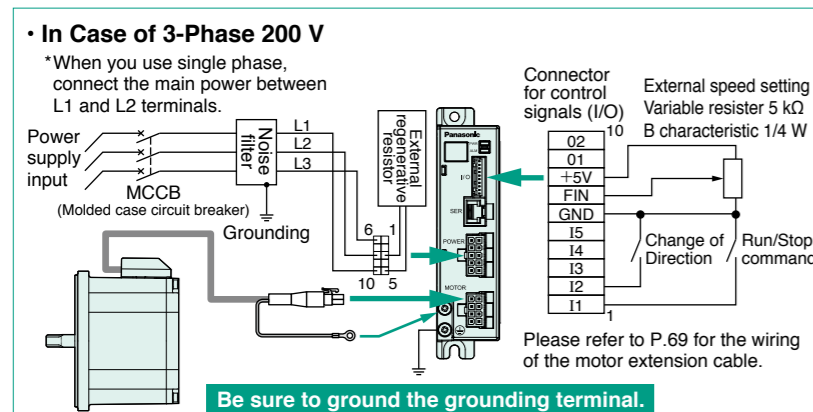 • In Case of 3-Phase 200 V
*When you use single phase,
connect the main power between
L1 and L2 terminals.
Power
supply
input
MCCB
(Molded case circuit breaker)
Noise
filter
Grounding
L1
L2
L3
External
regenerative
resistor
6 1
10 5
Panasonic
I/O
SER
POWER
MOTOR
Connector
for control
signals (I/O)
10
02
01
+5V
FIN
GND
I5
I4
I3
I2
I1
1
External speed setting
Variable resister 5 kΩ
B characteristic 1/4 W
Change of
Direction
Run/Stop
command
Please refer to P.69 for the wiring
of the motor extension cable.
Be sure to ground the grounding terminal.